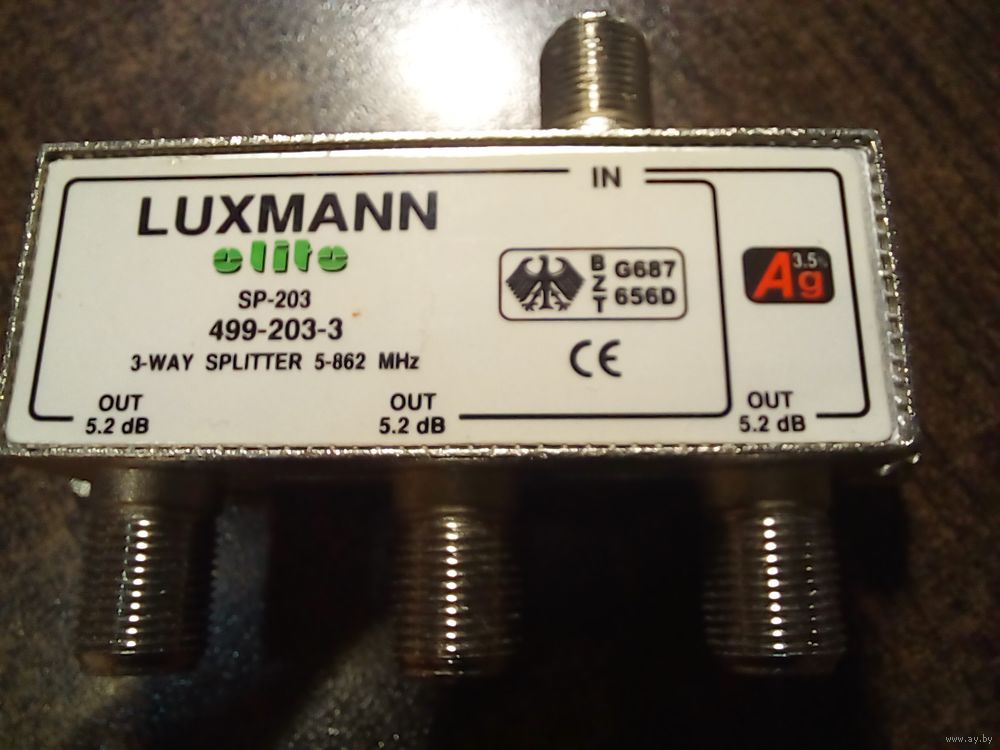 IN
LUXMANN
elite
SP-203
499-203-3
3-WAY SPLITTER 5-862 MHz
BZT G687
656D
CE
3.5%
Ag
OUT
5.2 dB
OUT
5.2 dB
OUT
5.2 dB
www.ay.by